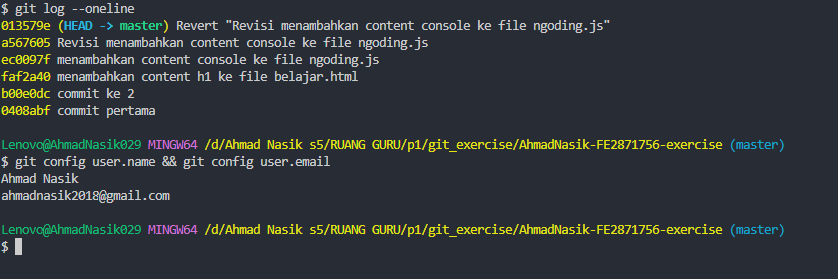 $ git log --oneline
013579e (HEAD -> master) Revert "Revisi menambahkan content console ke file ngoding.js"
a567605 Revisi menambahkan content console ke file ngoding.js
ec0097f menambahkan content console ke file ngoding.js
faf2a40 menambahkan content h1 ke file belajar.html
b00e0dc commit ke 2
0408abf commit pertama
Lenovo@AhmadNasik029 MINGW64 /d/Ahmad Nasik s5/RUANG GURU/p1/git_exercise/AhmadNasik-FE2871756-exercise (master)
$ git config user.name && git config user.email
Ahmad Nasik
ahmadnasik2018@gmail.com
Lenovo@AhmadNasik029 MINGW64 /d/Ahmad Nasik s5/RUANG GURU/p1/git_exercise/AhmadNasik-FE2871756-exercise (master)
$